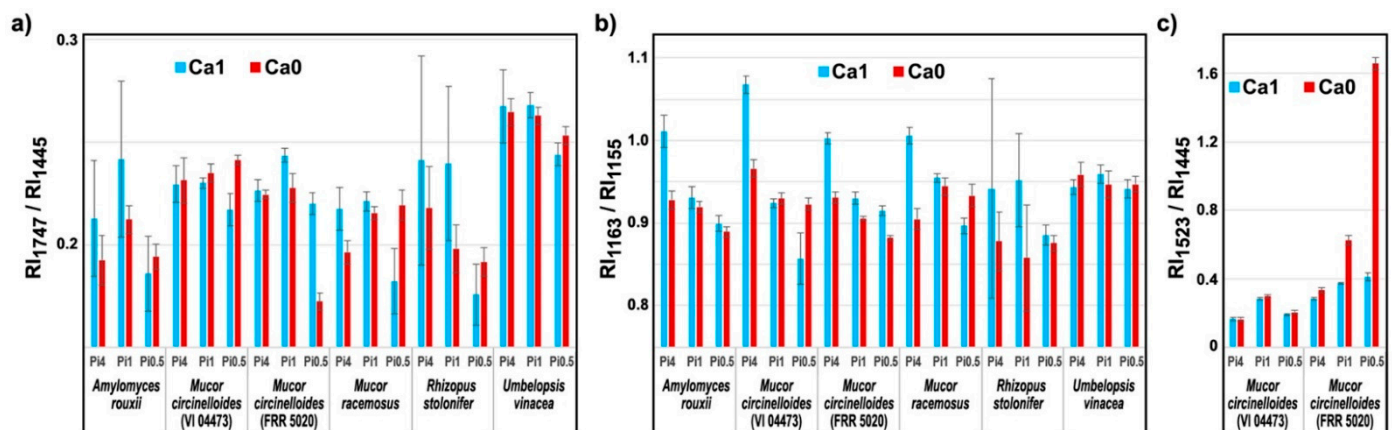 a)
RI1747 / RI1445
0.3
0.2
Ca1
Ca0
Pi4 Pi1 Pi0.5 Pi4 Pi1 Pi0.5 Pi4 Pi1 Pi0.5 Pi4 Pi1 Pi0.5 Pi4 Pi1 Pi0.5 Pi4 Pi1 Pi0.5
Amylomyces
rouxii
Mucor
circinelloides
(VI 04473)
Mucor
circinelloides
(FRR 5020)
Mucor
racemosus
Rhizopus
stolonifer
Umbelopsis
vinacea
b)
RI1163 / RI1155
1.1
1.0
0.9
0.8
Ca1
Ca0
Pi4 Pi1 Pi0.5 Pi4 Pi1 Pi0.5 Pi4 Pi1 Pi0.5 Pi4 Pi1 Pi0.5 Pi4 Pi1 Pi0.5 Pi4 Pi1 Pi0.5
Amylomyces
rouxii
Mucor
circinelloides
(VI 04473)
Mucor
circinelloides
(FRR 5020)
Mucor
racemosus
Rhizopus
stolonifer
Umbelopsis
vinacea
c)
RI1523 / RI1445
1.6
1.2
0.8
0.4
0
Ca1
Ca0
Pi4 Pi1 Pi0.5 Pi4 Pi1 Pi0.5
Mucor
circinelloides
(VI 04473)
Mucor
circinelloides
(FRR 5020)